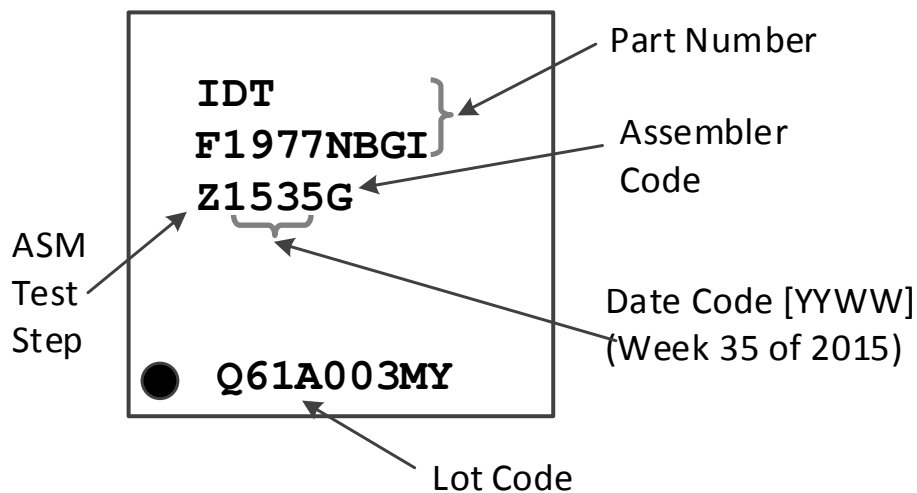 IDT
F1977NBGI
Z1535G
Q61A003MY
Part Number
Assembler
Code
Date Code [YYWW]
(Week 35 of 2015)
ASM
Test
Step
Lot Code